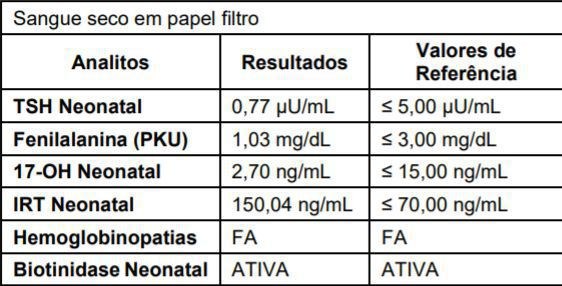 Sangue seco em papel filtro
Analitos Resultados Valores de
Referência
TSH Neonatal 0,77 µU/mL ≤ 5,00 µU/mL
Fenilalanina (PKU) 1,03 mg/dL ≤ 3,00 mg/dL
17-OH Neonatal 2,70 ng/mL ≤ 15,00 ng/mL
IRT Neonatal 150,04 ng/mL ≤ 70,00 ng/mL
Hemoglobinopatias FA FA
Biotinidase Neonatal ATIVA ATIVA